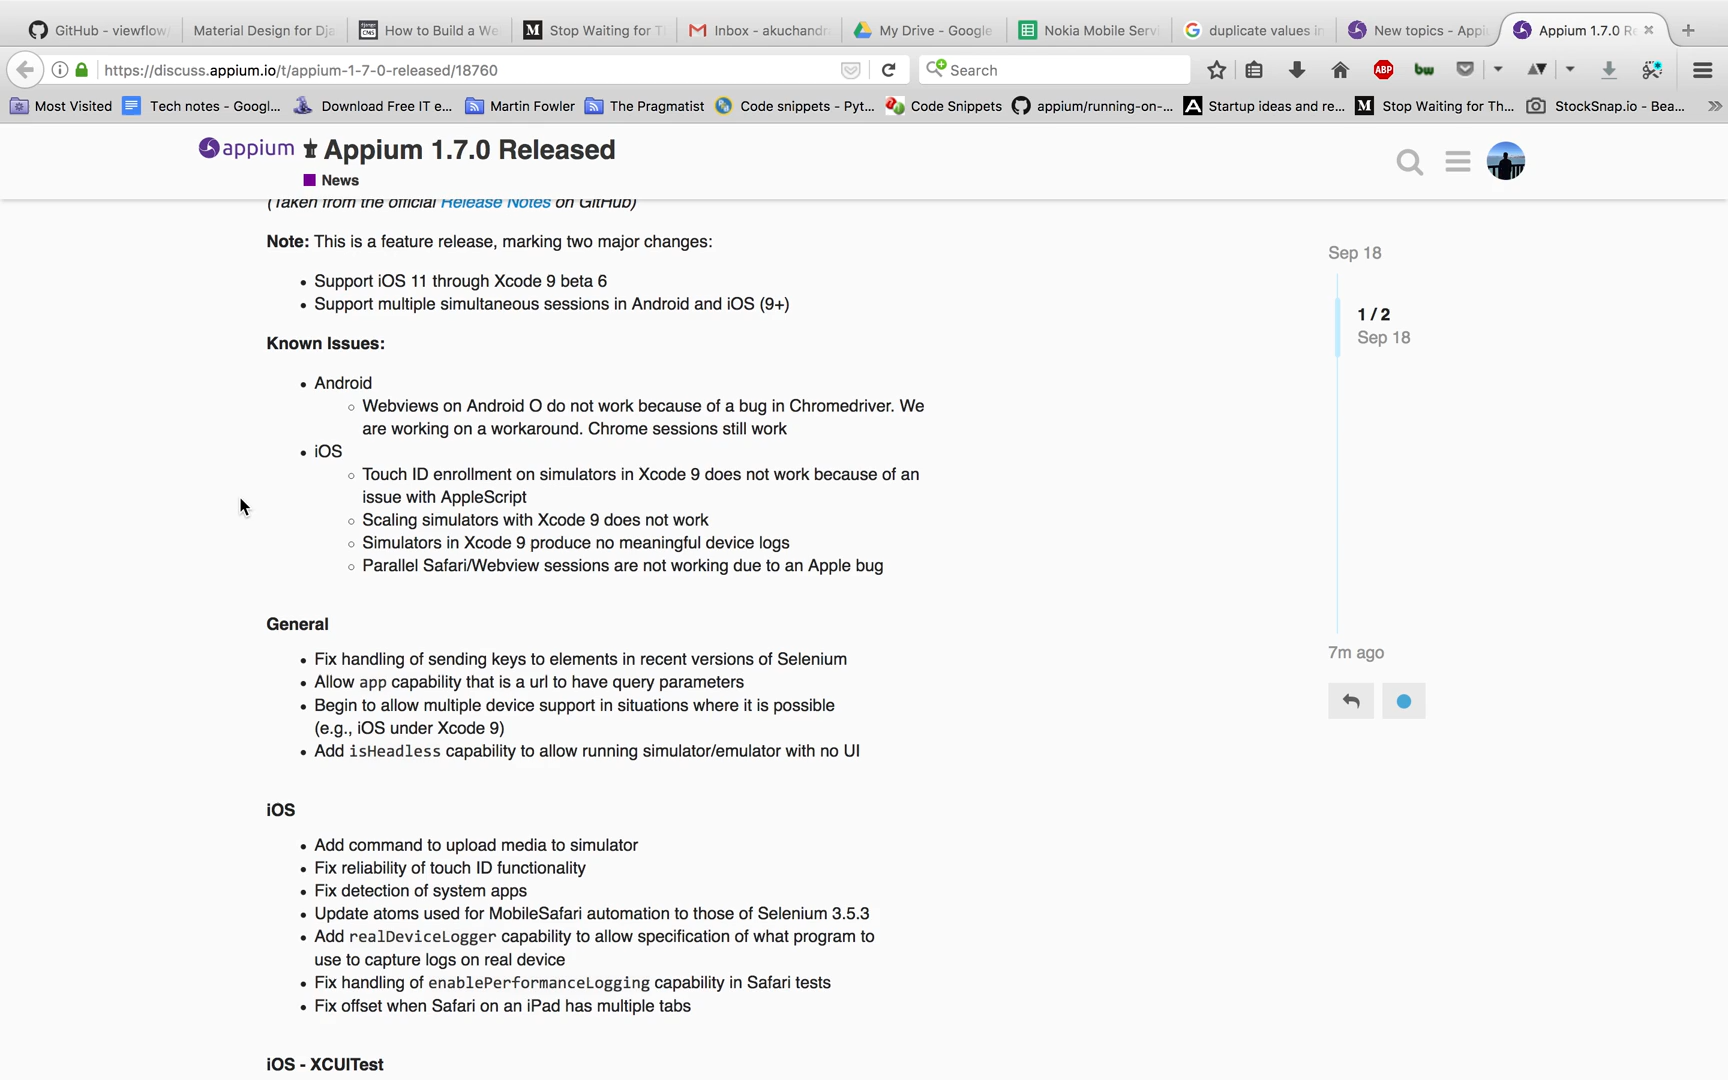 GitHub - viewflow/
Material Design for Dja
How to Build a We
Stop Waiting for T
Inbox - akuchandr
My Drive - Google
Nokia Mobile Servi
duplicate values in
New topics - Appi
Appium 1.7.0 Re
https://discuss.appium.io/t/appium-1-7-0-released/18760
Search
ABP
bw
Most Visited
Tech notes - Googl...
Download Free IT e...
Martin Fowler
The Pragmatist
Code snippets - Pyt...
Code Snippets
appium/running-on-...
Startup ideas and re...
Stop Waiting for Th...
StockSnap.io - Bea...
appium
Appium 1.7.0 Released
News
(Taken from the official Release Notes on GitHub)
Note: This is a feature release, marking two major changes:
Support iOS 11 through Xcode 9 beta 6
Support multiple simultaneous sessions in Android and iOS (9+)
Known Issues:
Android
Webviews on Android O do not work because of a bug in Chromedriver. We
are working on a workaround. Chrome sessions still work
iOS
Touch ID enrollment on simulators in Xcode 9 does not work because of an
issue with AppleScript
Scaling simulators with Xcode 9 does not work
Simulators in Xcode 9 produce no meaningful device logs
Parallel Safari/Webview sessions are not working due to an Apple bug
General
Fix handling of sending keys to elements in recent versions of Selenium
Allow app capability that is a url to have query parameters
Begin to allow multiple device support in situations where it is possible
(e.g., iOS under Xcode 9)
Add isHeadless capability to allow running simulator/emulator with no UI
iOS
Add command to upload media to simulator
Fix reliability of touch ID functionality
Fix detection of system apps
Update atoms used for MobileSafari automation to those of Selenium 3.5.3
Add realDeviceLogger capability to allow specification of what program to
use to capture logs on real device
Fix handling of enablePerformanceLogging capability in Safari tests
Fix offset when Safari on an iPad has multiple tabs
iOS - XCUITest
Sep 18
1 / 2
Sep 18
7m ago